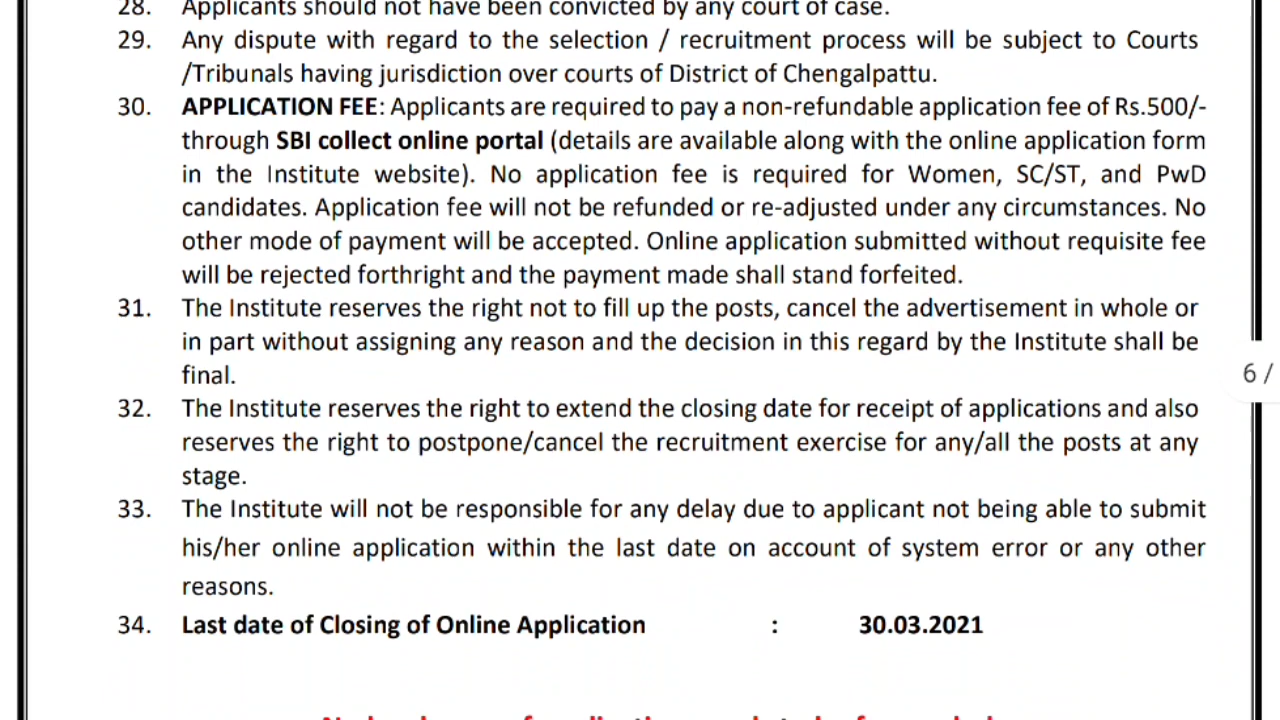 28. Applicants should not have been convicted by any court of case.
29. Any dispute with regard to the selection / recruitment process will be subject to Courts
/Tribunals having jurisdiction over courts of District of Chengalpattu.
30. APPLICATION FEE: Applicants are required to pay a non-refundable application fee of Rs.500/-
through SBI collect online portal (details are available along with the online application form
in the Institute website). No application fee is required for Women, SC/ST, and PwD
candidates. Application fee will not be refunded or re-adjusted under any circumstances. No
other mode of payment will be accepted. Online application submitted without requisite fee
will be rejected forthright and the payment made shall stand forfeited.
31. The Institute reserves the right not to fill up the posts, cancel the advertisement in whole or
in part without assigning any reason and the decision in this regard by the Institute shall be
final.
6 /
32. The Institute reserves the right to extend the closing date for receipt of applications and also
reserves the right to postpone/cancel the recruitment exercise for any/all the posts at any
stage.
33. The Institute will not be responsible for any delay due to applicant not being able to submit
his/her online application within the last date on account of system error or any other
reasons.
34. Last date of Closing of Online Application : 30.03.2021